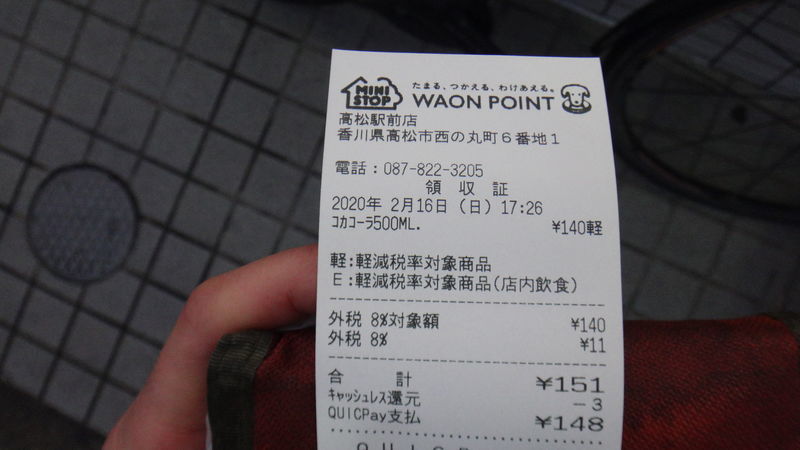 MINI STOP
たまる、つかえる、わけあえる。
WAON POINT
高松駅前店
香川県高松市西の丸町6番地1
電話:087-822-3205
領収証
2020年 2月16日(日)17:26
コカコーラ500ML. ¥140軽
軽:軽減税率対象商品
E:軽減税率対象商品(店内飲食)
外税 8%対象額 ¥140
外税 8% ¥11
合計 ¥151
キャッシュレス還元 -3
QUICPay支払 ¥148